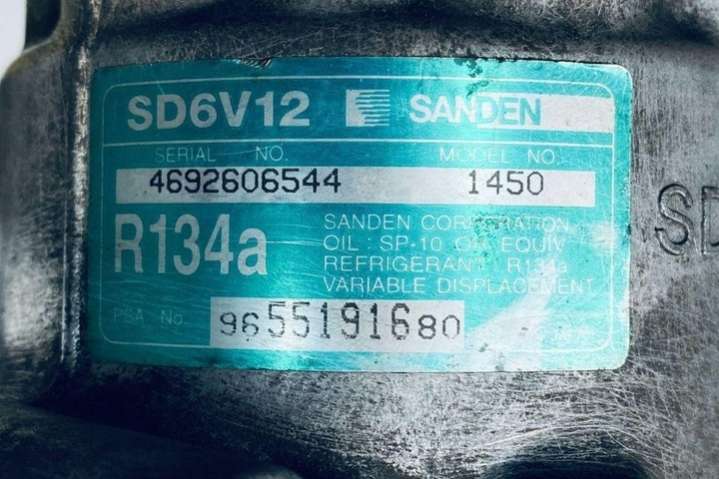 SD6V12 SANDEN
SERIAL NO. MODEL NO.
4692606544 1450
R134a
SANDEN CORPORATION
OIL : SP-10 OR EQUIV
REFRIGERANT : R134a
VARIABLE DISPLACEMENT
PSA No. 9655191680
SD